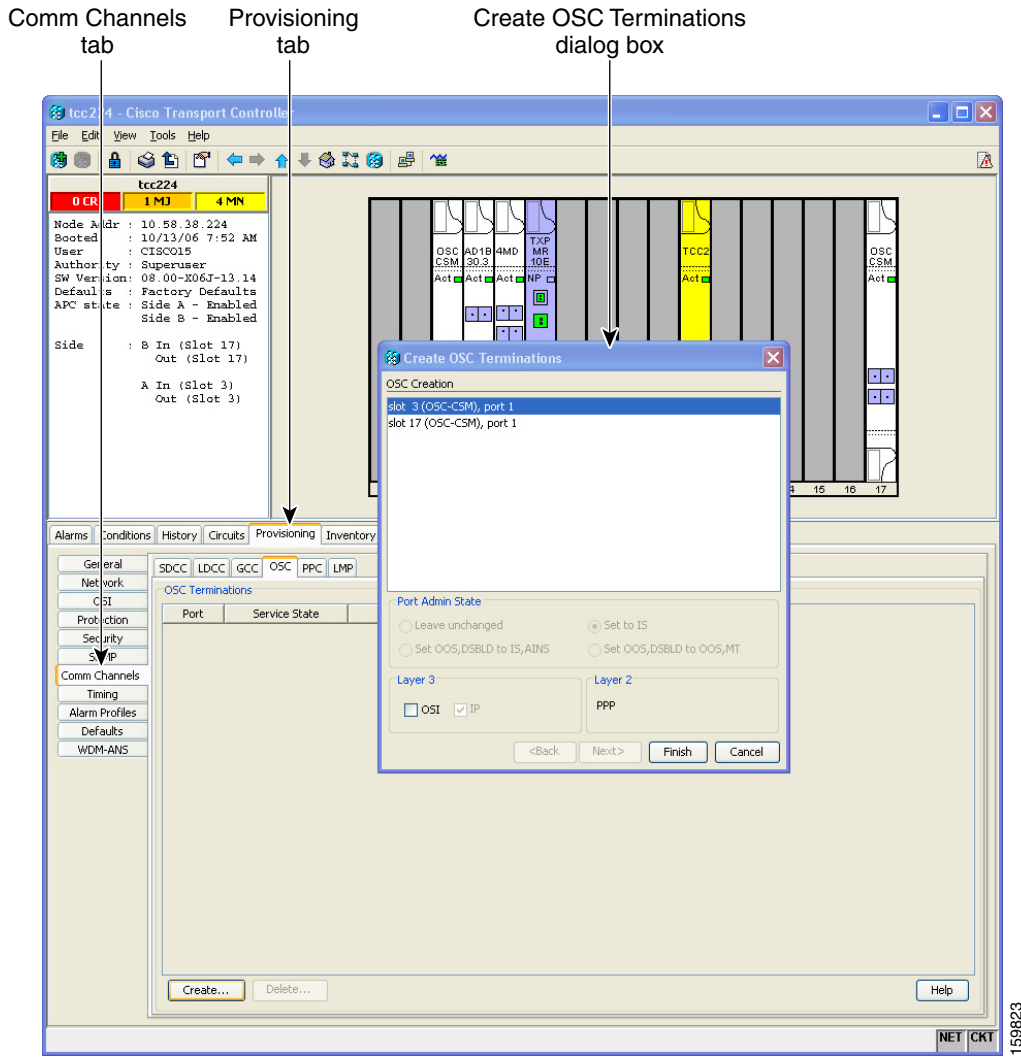 Comm Channels
tab
Provisioning
tab
Create OSC Terminations
dialog box
tcc224 - Cisco Transport Controller
File Edit View Tools Help
tcc224
0 CR 1 MJ 4 MN
Node Addr : 10.58.38.224
Booted : 10/13/06 7:52 AM
User : CISCO15
Authority : Superuser
SW Version: 08.00-X06J-13.14
Defaults : Factory Defaults
APC state : Side A - Enabled
Side B - Enabled
Side : B In (Slot 17)
Out (Slot 17)
A In (Slot 3)
Out (Slot 3)
OSC
CSM
Act
AD1B
30.3
Act
4MD
Act
TXP
MR
10E
NP
TCC2
Act
OSC
CSM
Act
15 16 17
Create OSC Terminations
OSC Creation
slot 3 (OSC-CSM), port 1
slot 17 (OSC-CSM), port 1
Port Admin State
Leave unchanged
Set to IS
Set OOS,DSBLD to IS,AINS
Set OOS,DSBLD to OOS,MT
Layer 3
OSI IP
Layer 2
PPP
<Back Next> Finish Cancel
Alarms Conditions History Circuits Provisioning Inventory
General
Network
OSI
Protection
Security
SNMP
Comm Channels
Timing
Alarm Profiles
Defaults
WDM-ANS
SDCC LDCC GCC OSC PPC LMP
OSC Terminations
Port Service State
Create... Delete... Help
NET CKT
159823